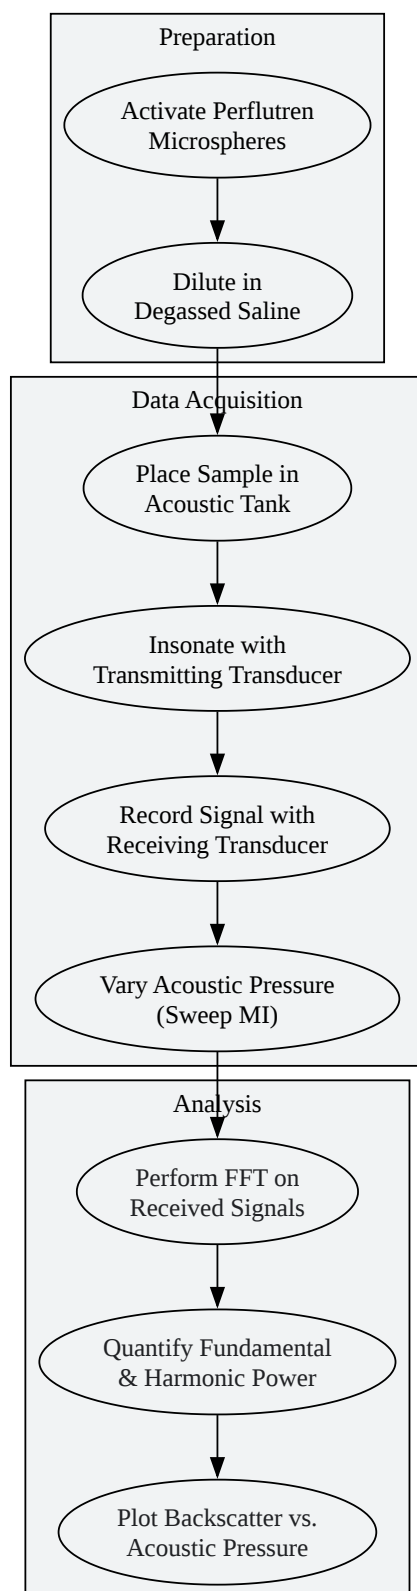 Preparation
Activate Perflutren
Microspheres
Dilute in
Degassed Saline
Data Acquisition
Place Sample in
Acoustic Tank
Insonate with
Transmitting Transducer
Record Signal with
Receiving Transducer
Vary Acoustic Pressure
(Sweep MI)
Analysis
Perform FFT on
Received Signals
Quantify Fundamental
& Harmonic Power
Plot Backscatter vs.
Acoustic Pressure